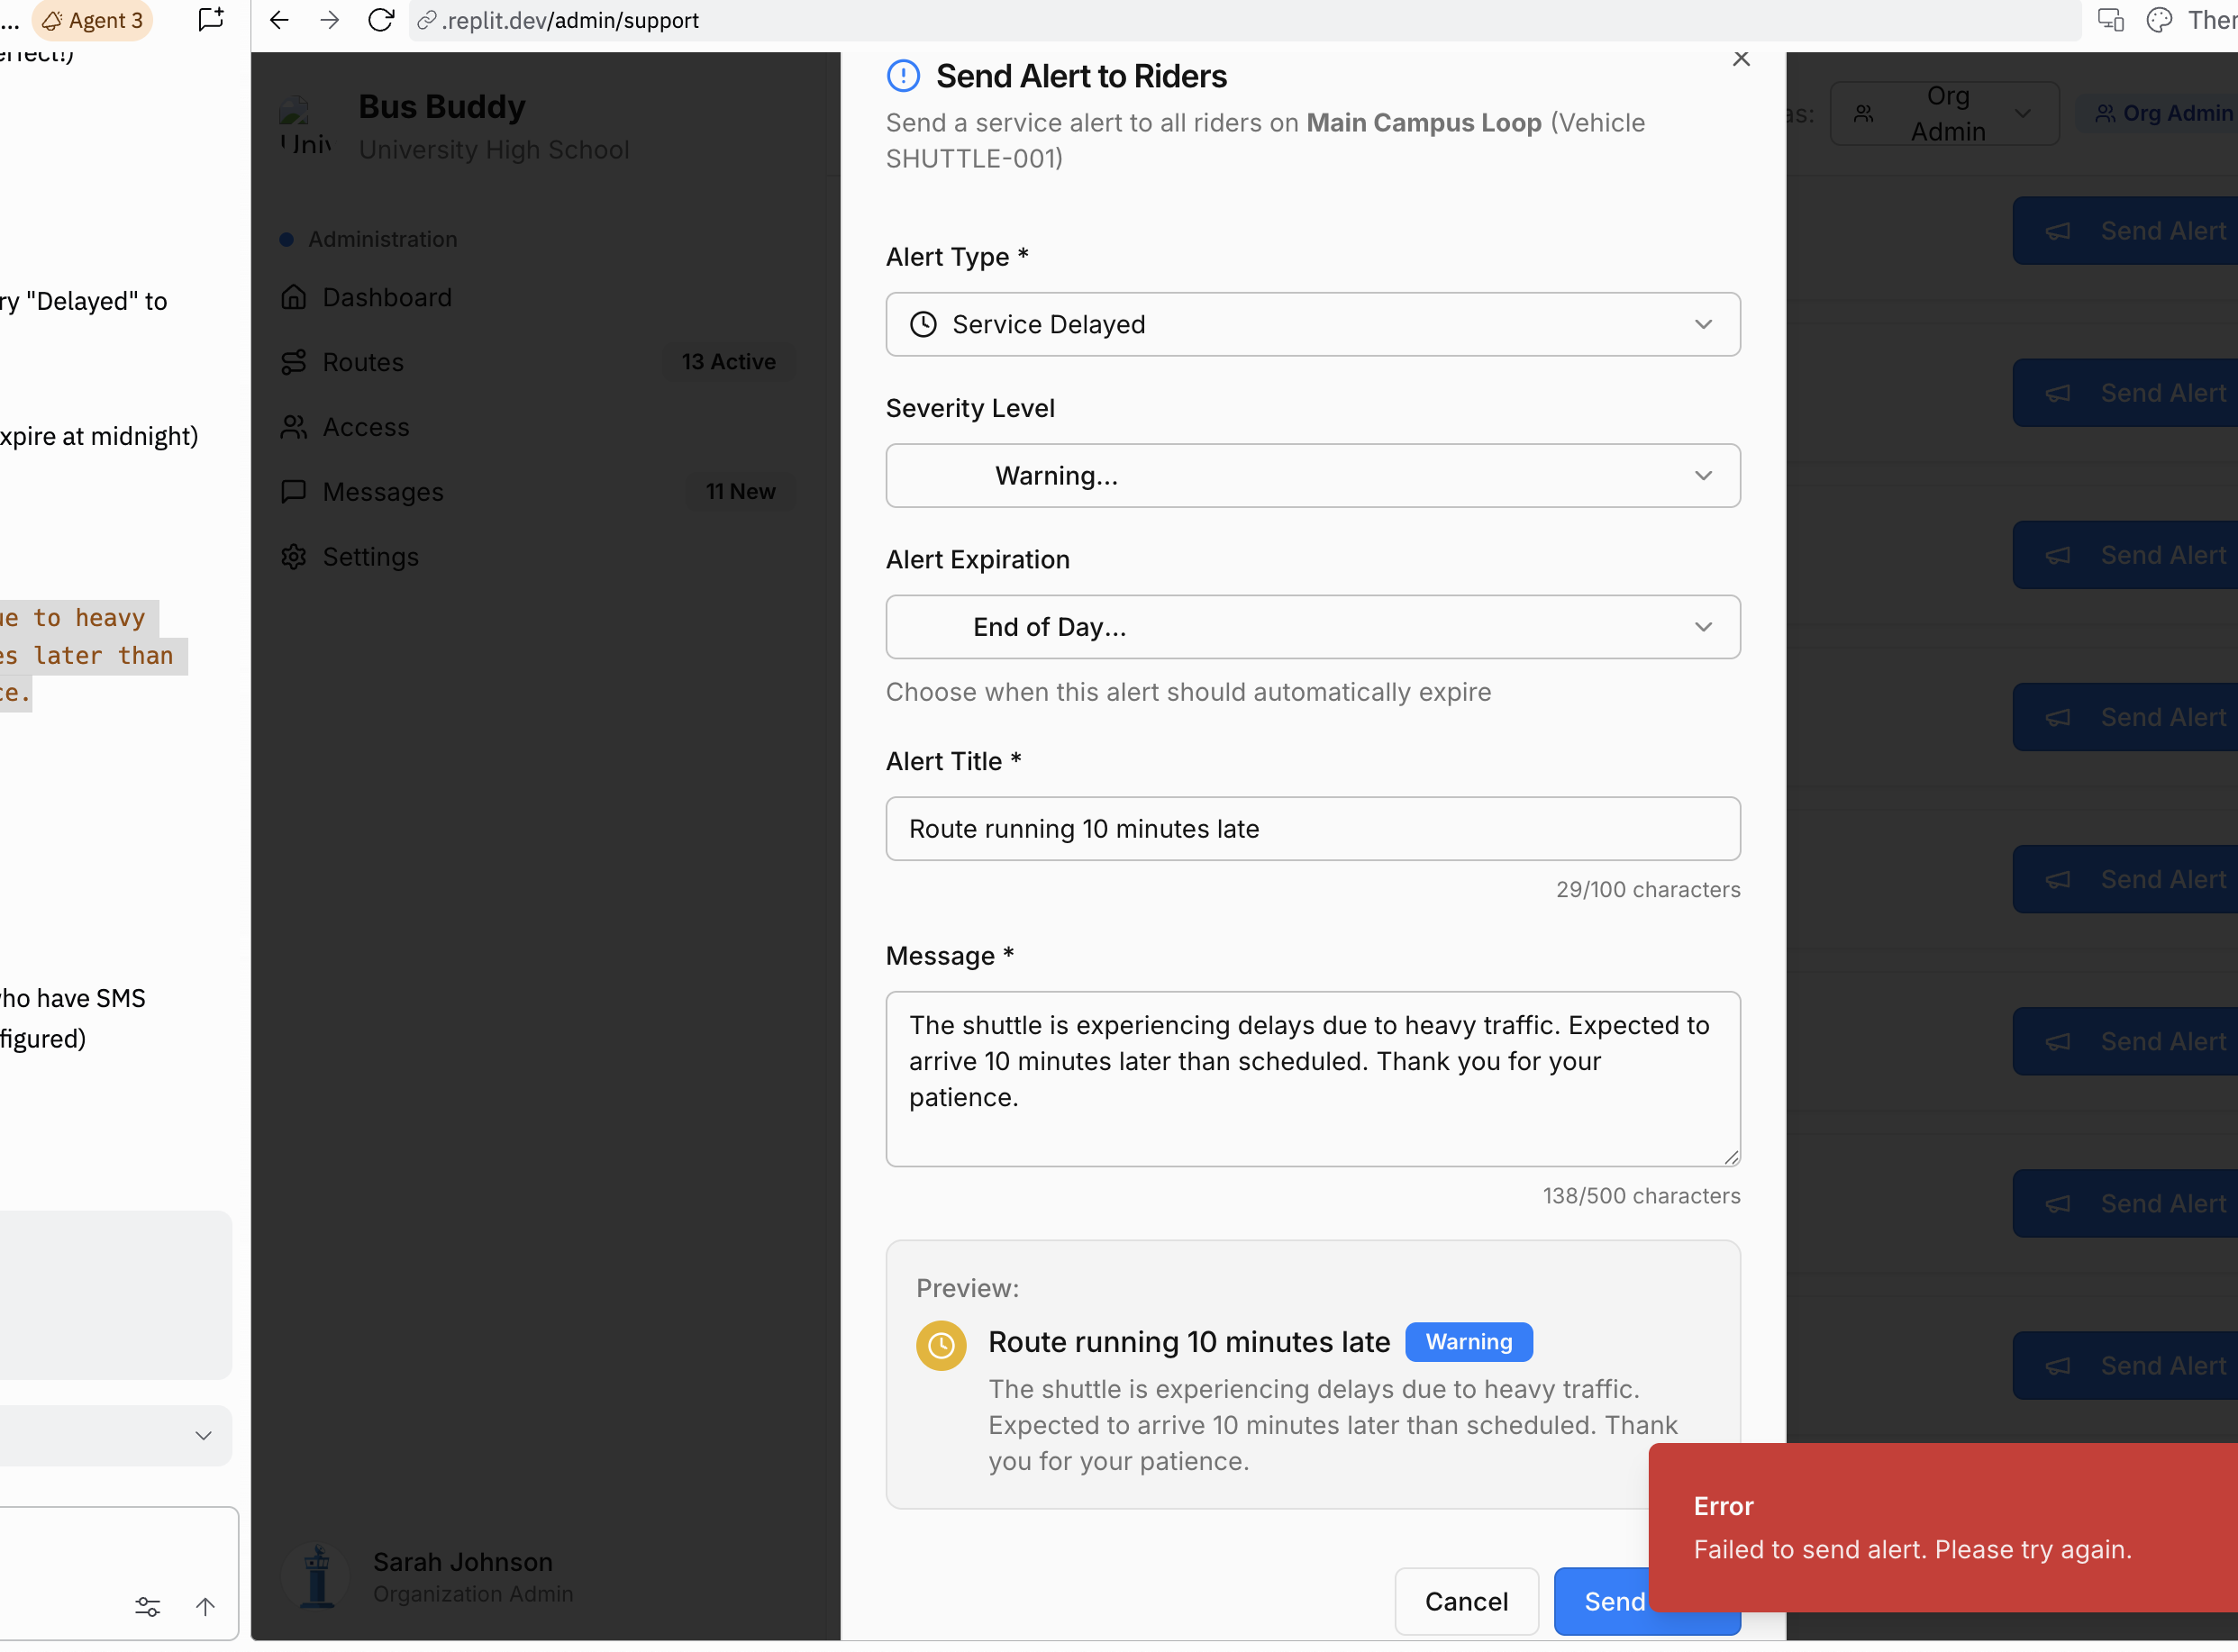 ... Agent 3
.replit.dev/admin/support
ry "Delayed" to
xpire at midnight)
ue to heavy
es later than
ce.
ho have SMS
figured)
Bus Buddy
University High School
Administration
Dashboard
Routes
13 Active
Access
Messages
11 New
Settings
Sarah Johnson
Organization Admin
Send Alert to Riders
Send a service alert to all riders on Main Campus Loop (Vehicle
SHUTTLE-001)
Alert Type *
Service Delayed
Severity Level
Warning...
Alert Expiration
End of Day...
Choose when this alert should automatically expire
Alert Title *
Route running 10 minutes late
29/100 characters
Message *
The shuttle is experiencing delays due to heavy traffic. Expected to
arrive 10 minutes later than scheduled. Thank you for your
patience.
138/500 characters
Preview:
Route running 10 minutes late
Warning
The shuttle is experiencing delays due to heavy traffic.
Expected to arrive 10 minutes later than scheduled. Thank
you for your patience.
Cancel
Send
as:
Org
Admin
Org Admin
Send Alert
Send Alert
Send Alert
Send Alert
Send Alert
Send Alert
Send Alert
Send Alert
Error
Failed to send alert. Please try again.